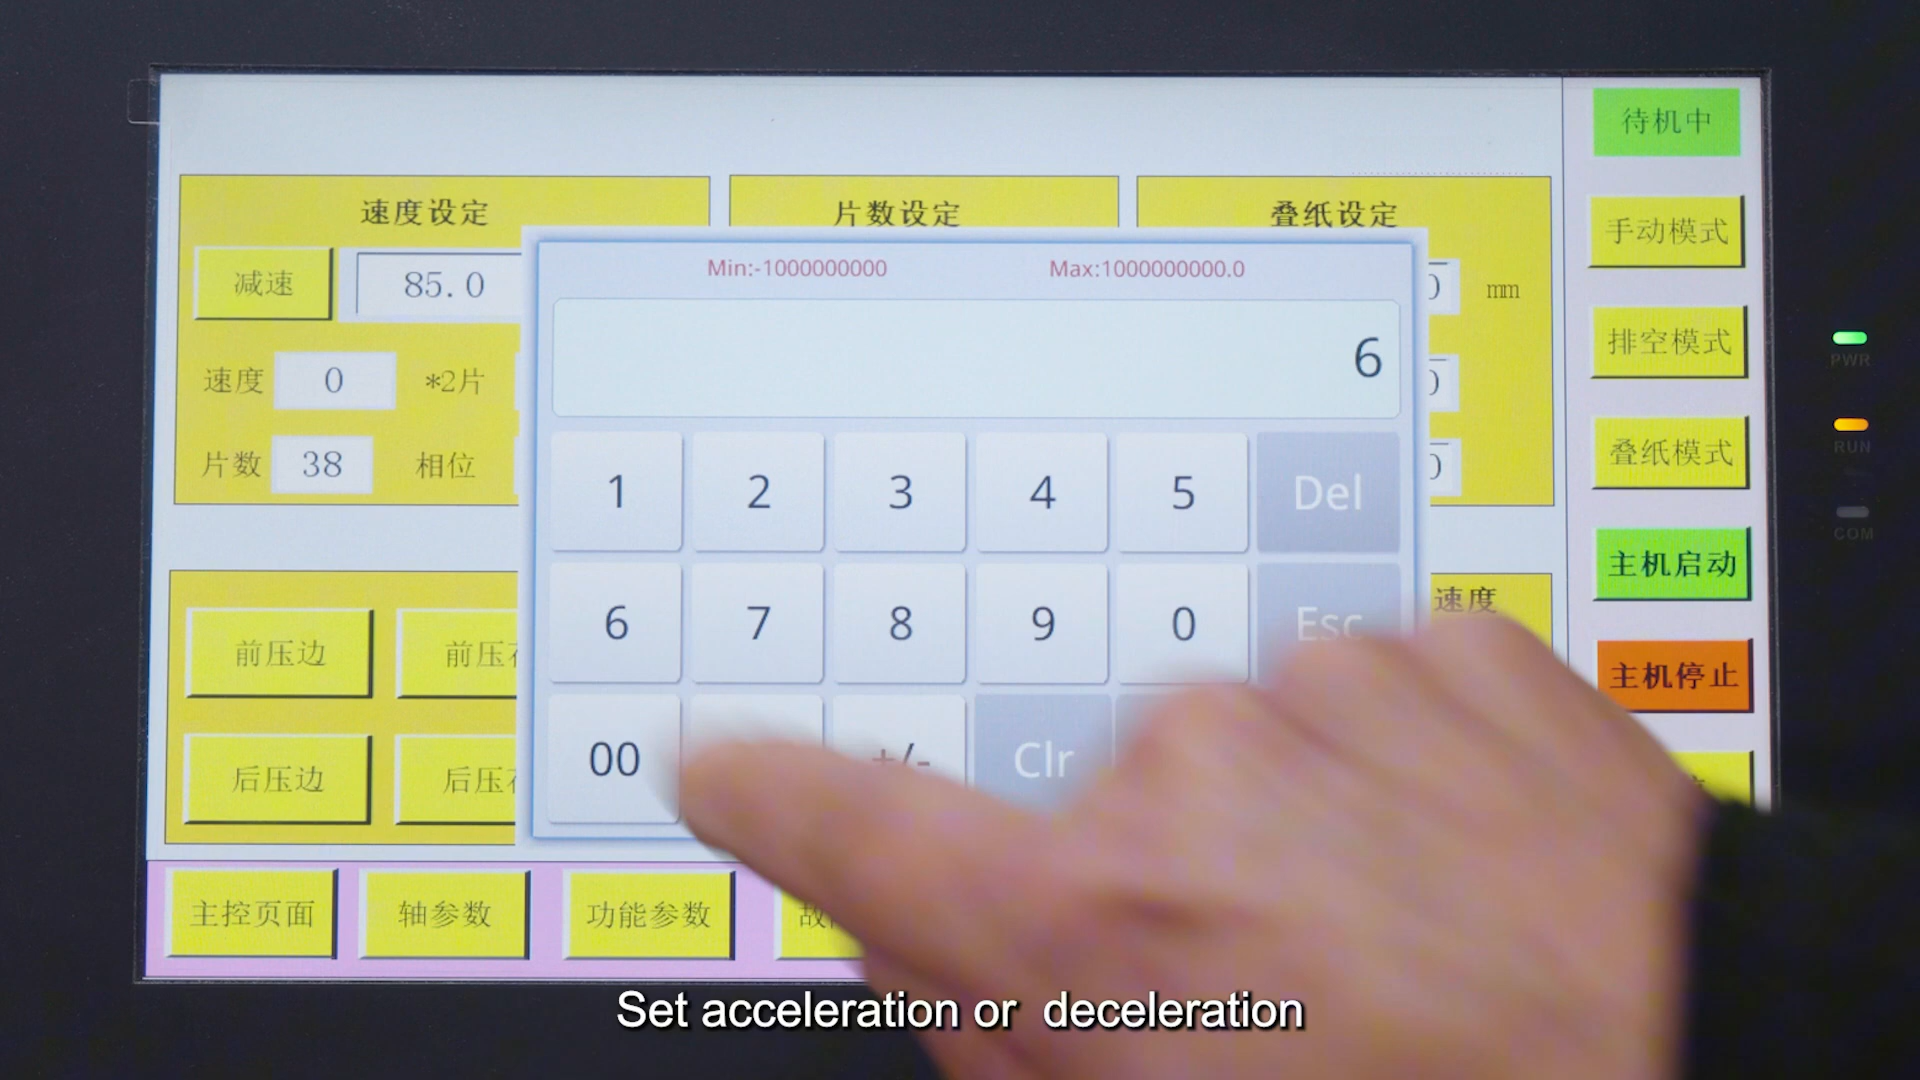 待机中
速度设定
片数设定
叠纸设定
手动模式
减速
85.0
mm
Min:-1000000000
Max:1000000000.0
6
排空模式
速度
0
*2片
叠纸模式
片数
38
相位
1
2
3
4
5
Del
主机启动
6
7
8
9
0
Esc
速度
前压边
前压
主机停止
00
+/-
Clr
后压边
后压
主控页面
轴参数
功能参数
故
PWR
RUN
COM
Set acceleration or deceleration